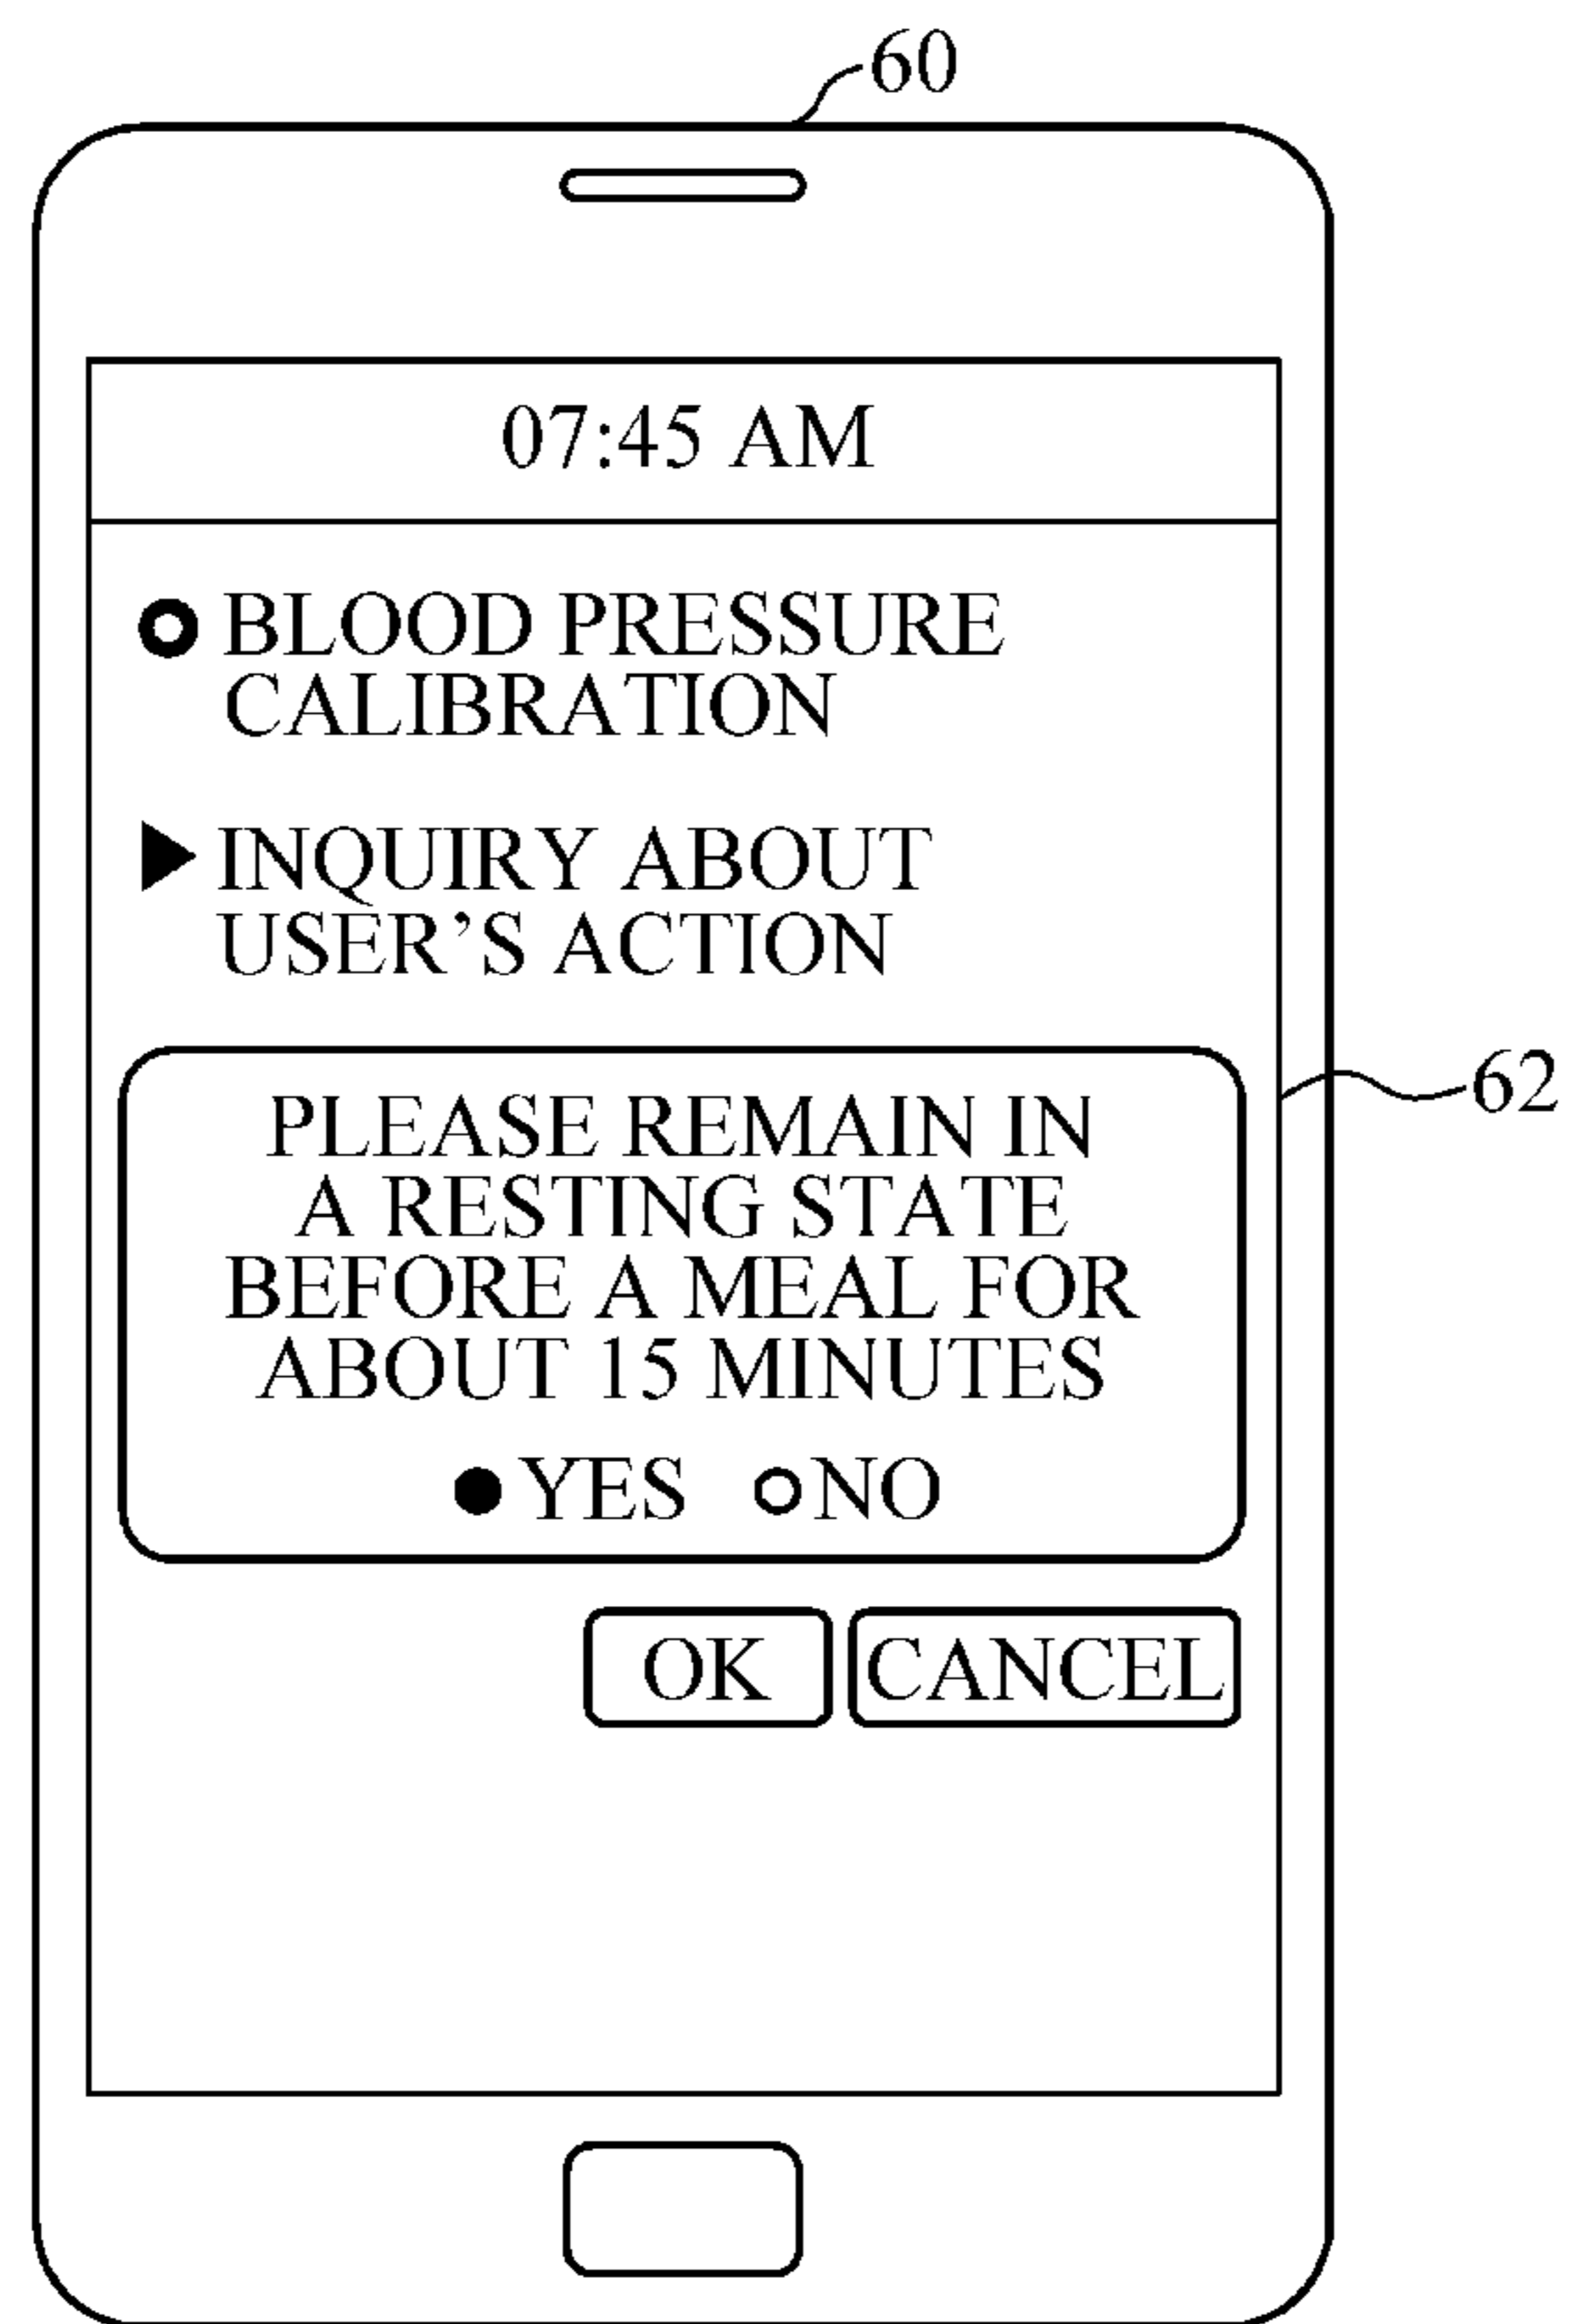 60
07:45 AM
BLOOD PRESSURE
CALIBRATION
INQUIRY ABOUT
USER’S ACTION
62
PLEASE REMAIN IN
A RESTING STATE
BEFORE A MEAL FOR
ABOUT 15 MINUTES
YES NO
OK CANCEL